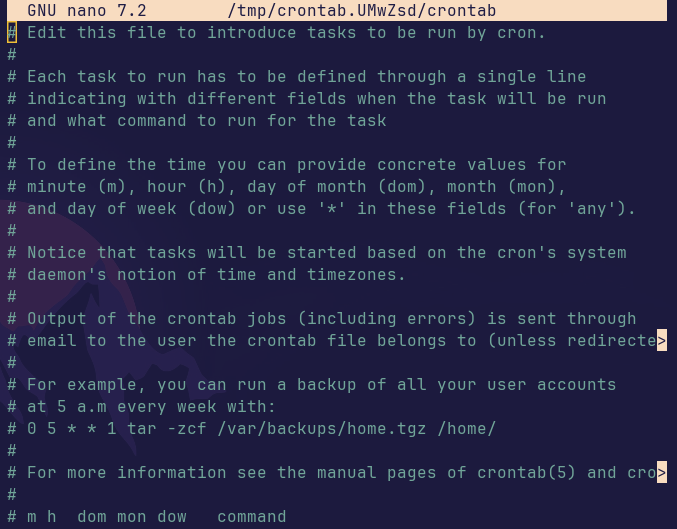 GNU nano 7.2 /tmp/crontab.UMwZsd/crontab
# Edit this file to introduce tasks to be run by cron.
#
# Each task to run has to be defined through a single line
# indicating with different fields when the task will be run
# and what command to run for the task
#
# To define the time you can provide concrete values for
# minute (m), hour (h), day of month (dom), month (mon),
# and day of week (dow) or use '*' in these fields (for 'any').
#
# Notice that tasks will be started based on the cron's system
# daemon's notion of time and timezones.
#
# Output of the crontab jobs (including errors) is sent through
# email to the user the crontab file belongs to (unless redirecte>
#
# For example, you can run a backup of all your user accounts
# at 5 a.m every week with:
# 0 5 * * 1 tar -zcf /var/backups/home.tgz /home/
#
# For more information see the manual pages of crontab(5) and cro>
#
# m h  dom mon dow   command